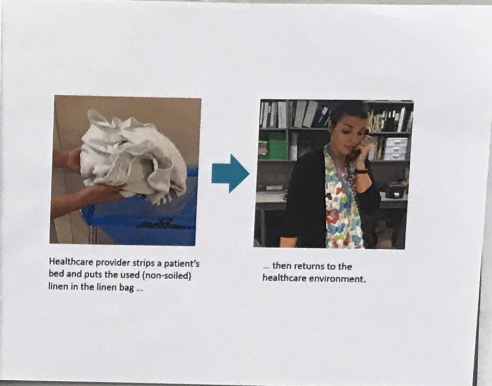 Healthcare provider strips a patient's
bed and puts the used (non-soiled)
linen in the linen bag ...
... then returns to the
healthcare environment.